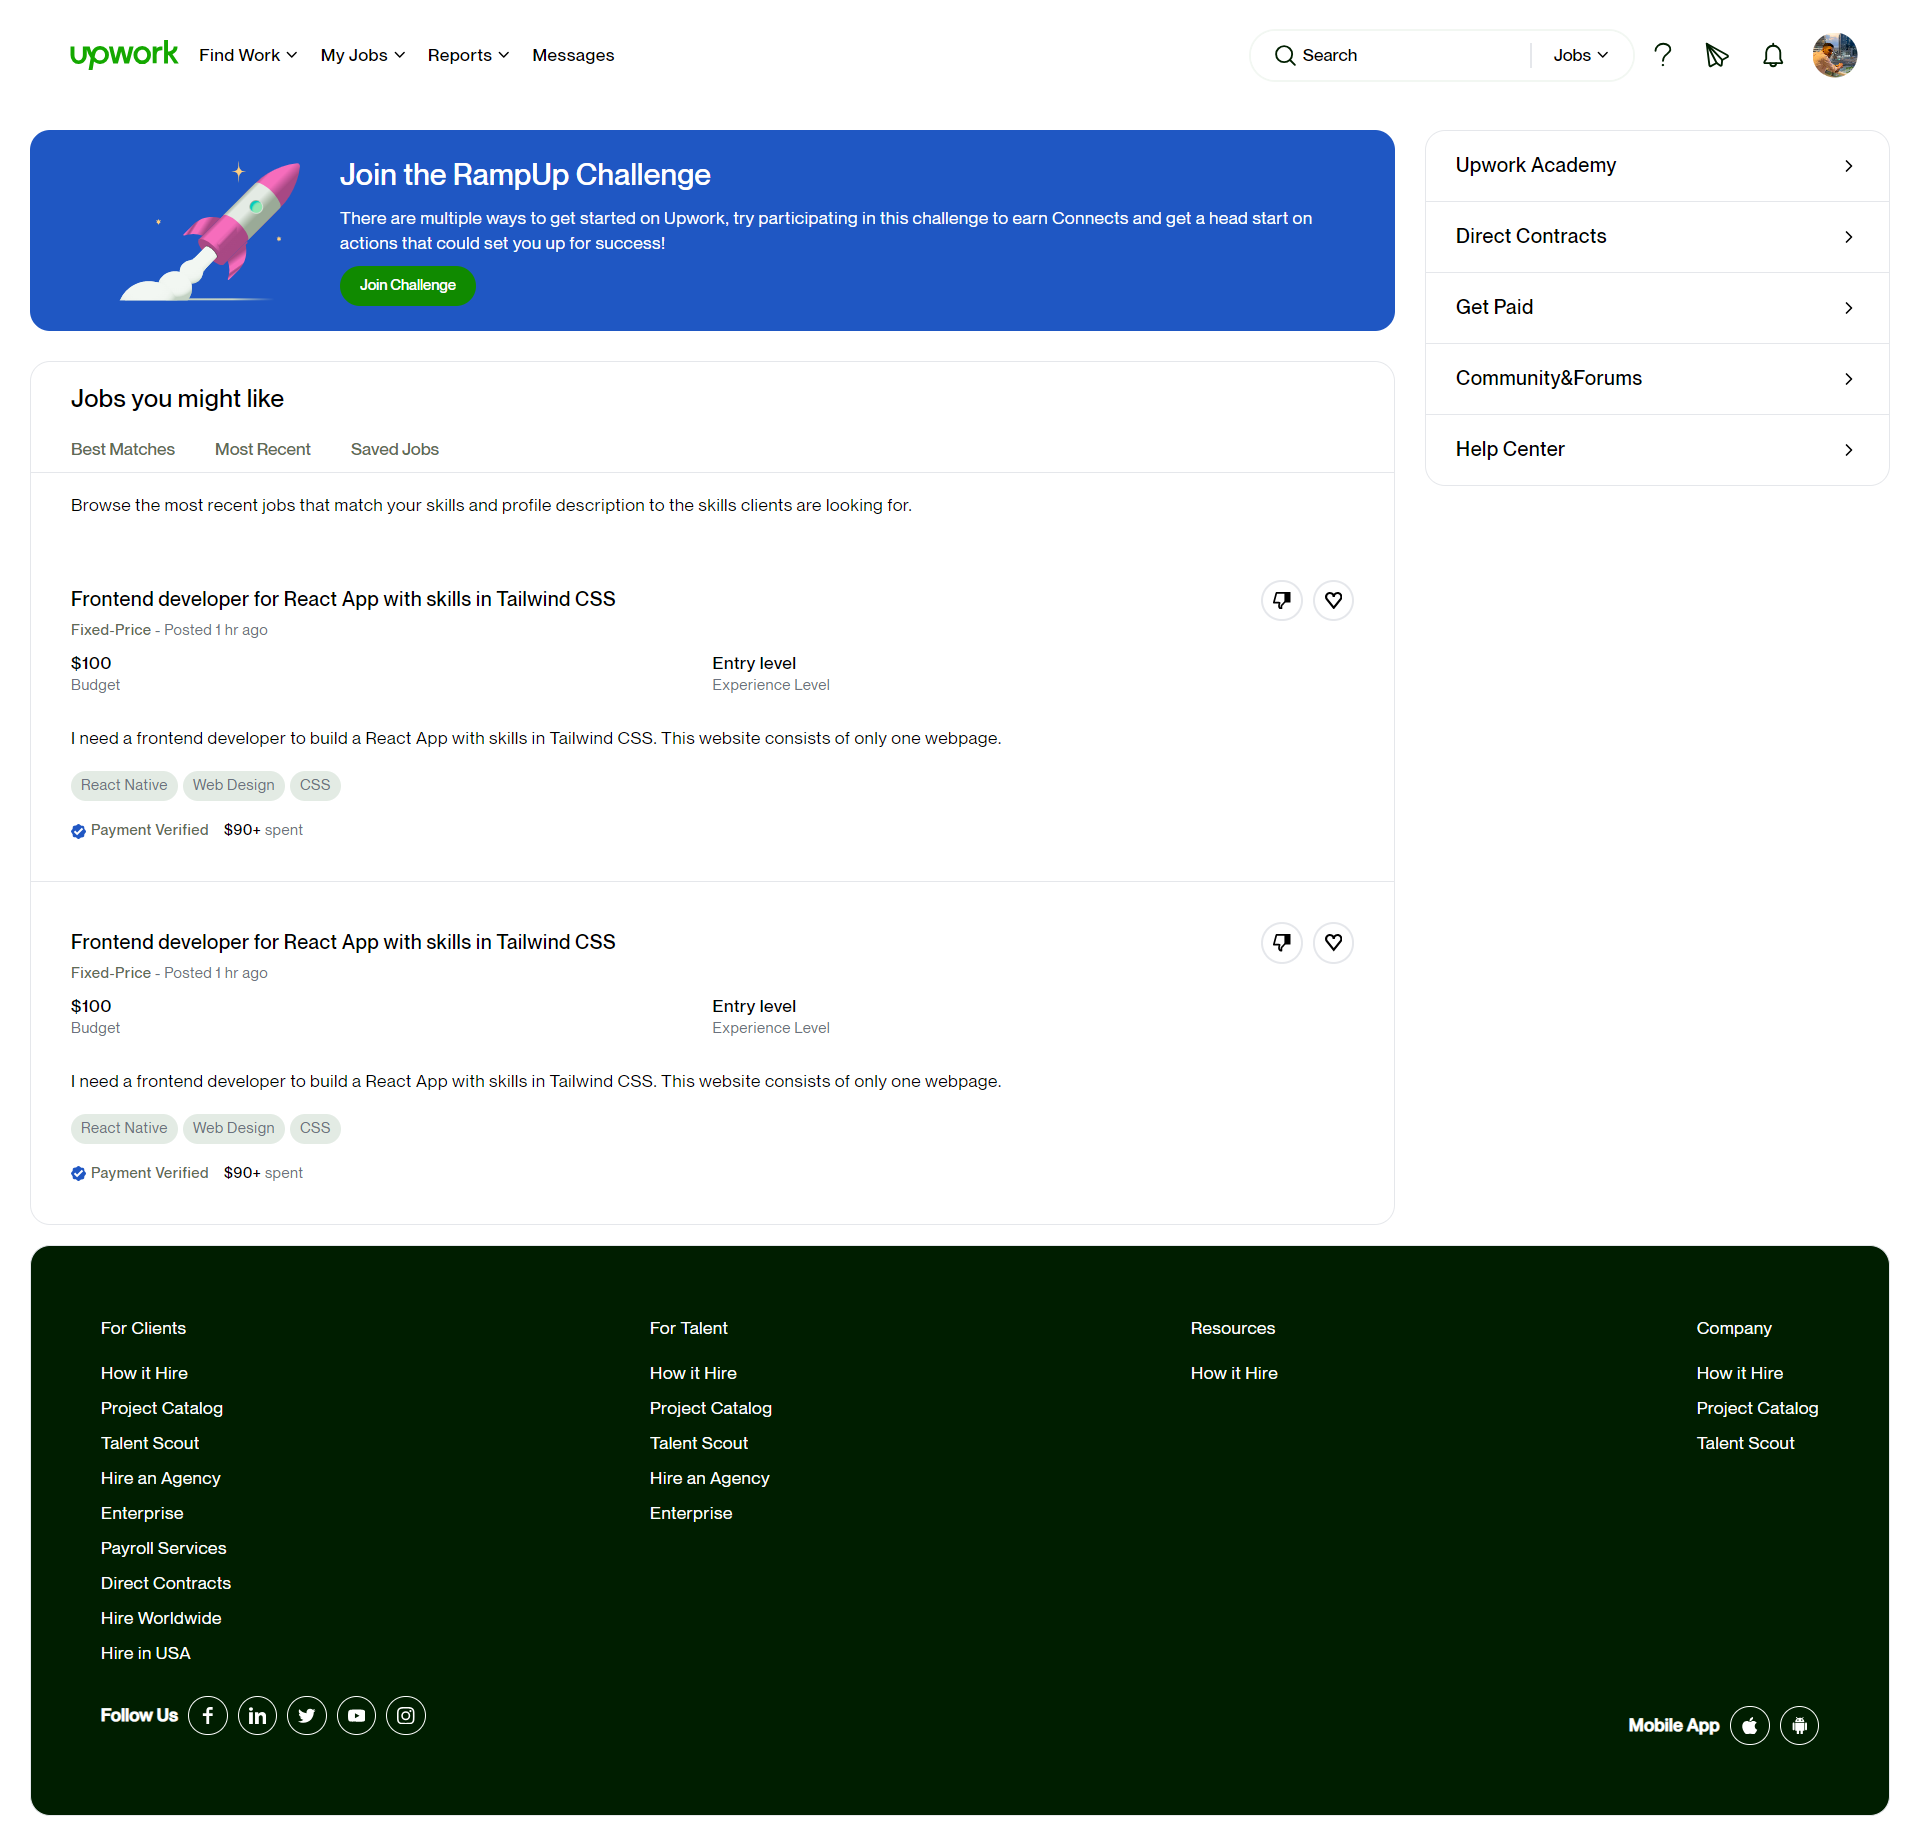 upwork Find Work My Jobs Reports Messages Search Jobs
Join the RampUp Challenge
There are multiple ways to get started on Upwork, try participating in this challenge to earn Connects and get a head start on
actions that could set you up for success!
Join Challenge
Upwork Academy
Direct Contracts
Get Paid
Community&Forums
Help Center
Jobs you might like
Best Matches Most Recent Saved Jobs
Browse the most recent jobs that match your skills and profile description to the skills clients are looking for.
Frontend developer for React App with skills in Tailwind CSS
Fixed-Price - Posted 1 hr ago
$100 Entry level
Budget Experience Level
I need a frontend developer to build a React App with skills in Tailwind CSS. This website consists of only one webpage.
React Native Web Design CSS
Payment Verified $90+ spent
Frontend developer for React App with skills in Tailwind CSS
Fixed-Price - Posted 1 hr ago
$100 Entry level
Budget Experience Level
I need a frontend developer to build a React App with skills in Tailwind CSS. This website consists of only one webpage.
React Native Web Design CSS
Payment Verified $90+ spent
For Clients
How it Hire
Project Catalog
Talent Scout
Hire an Agency
Enterprise
Payroll Services
Direct Contracts
Hire Worldwide
Hire in USA
For Talent
How it Hire
Project Catalog
Talent Scout
Hire an Agency
Enterprise
Resources
How it Hire
Company
How it Hire
Project Catalog
Talent Scout
Follow Us
Mobile App